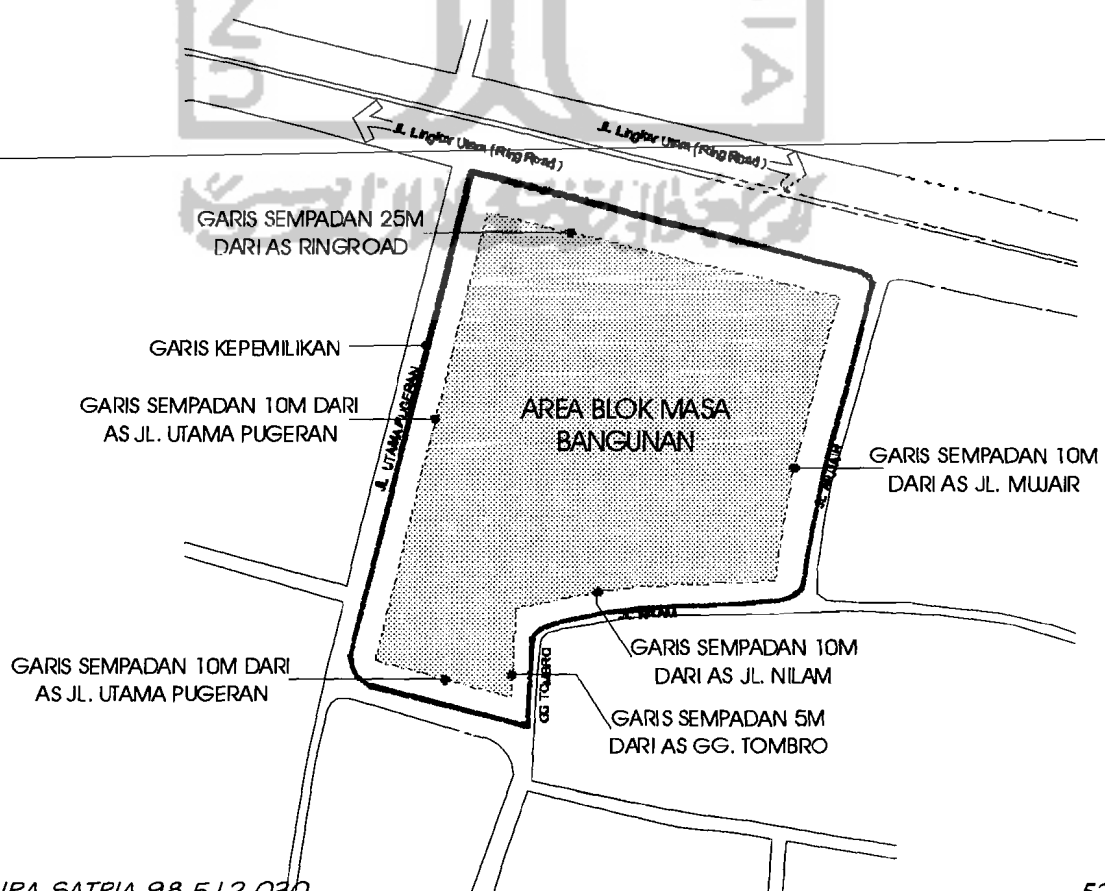 JL. Lingkar Utara (Ring Road)
JL. Lingkar Utara (Ring Road)
GARIS SEMPADAN 25M
DARI AS RINGROAD
GARIS KEPEMILIKAN
GARIS SEMPADAN 10M DARI
AS JL. UTAMA PUGERAN
JL. UTAMA PUGERAN
AREA BLOK MASA
BANGUNAN
GARIS SEMPADAN 10M
DARI AS JL. MUJAIR
JL. MUJAIR
JL. NILAM
GARIS SEMPADAN 10M
DARI AS JL. NILAM
GG TOMBRO
GARIS SEMPADAN 10M DARI
AS JL. UTAMA PUGERAN
GARIS SEMPADAN 5M
DARI AS GG. TOMBRO
SATRIA 98 512 030